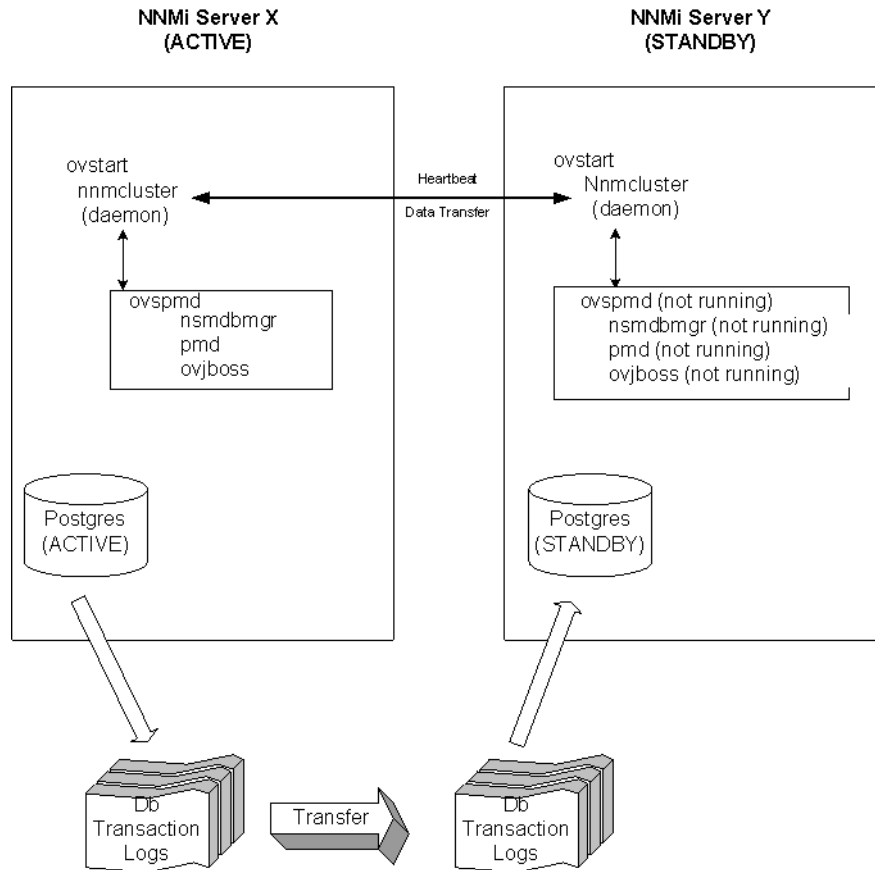 NNMi Server X
(ACTIVE)
NNMi Server Y
(STANDBY)
ovstart
nnmcluster
(daemon)
Heartbeat
Data Transfer
ovstart
Nnmcluster
(daemon)
ovspmd
nsmdbmgr
pmd
ovjboss
ovspmd (not running)
nsmdbmgr (not running)
pmd (not running)
ovjboss (not running)
Postgres
(ACTIVE)
Postgres
(STANDBY)
Db
Transaction
Logs
Transfer
Db
Transaction
Logs